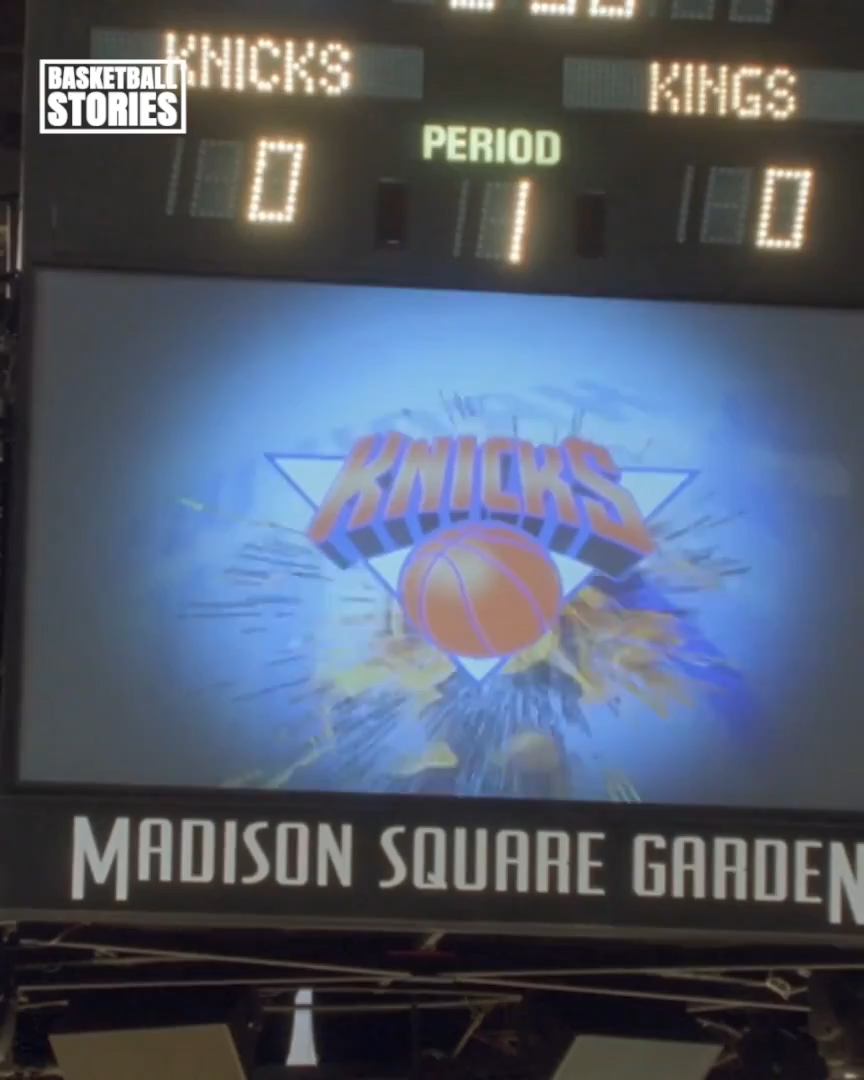 KNICKS
KINGS
BASKETBALL
STORIES
PERIOD
0
1
0
KNICKS
MADISON SQUARE GARDEN